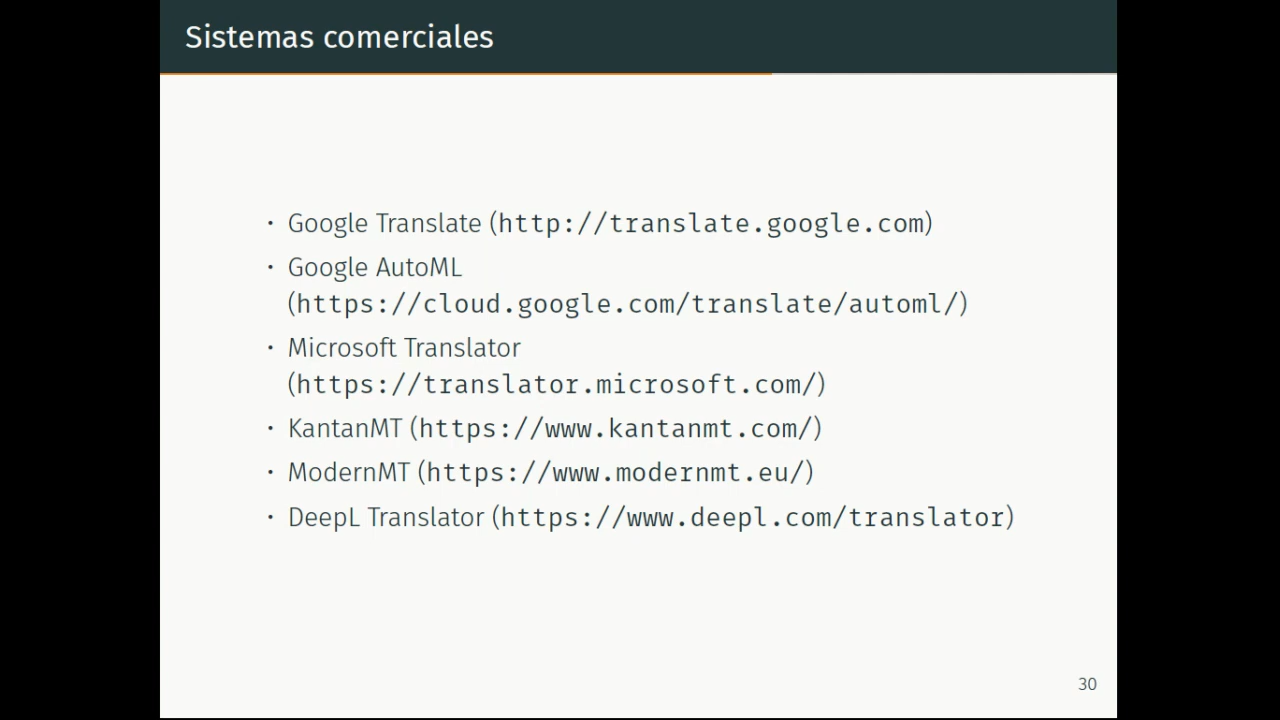 Sistemas comerciales
· Google Translate (http://translate.google.com)
· Google AutoML
(https://cloud.google.com/translate/automl/)
· Microsoft Translator
(https://translator.microsoft.com/)
· KantanMT (https://www.kantanmt.com/)
· ModernMT (https://www.modernmt.eu/)
· DeepL Translator (https://www.deepl.com/translator)
30